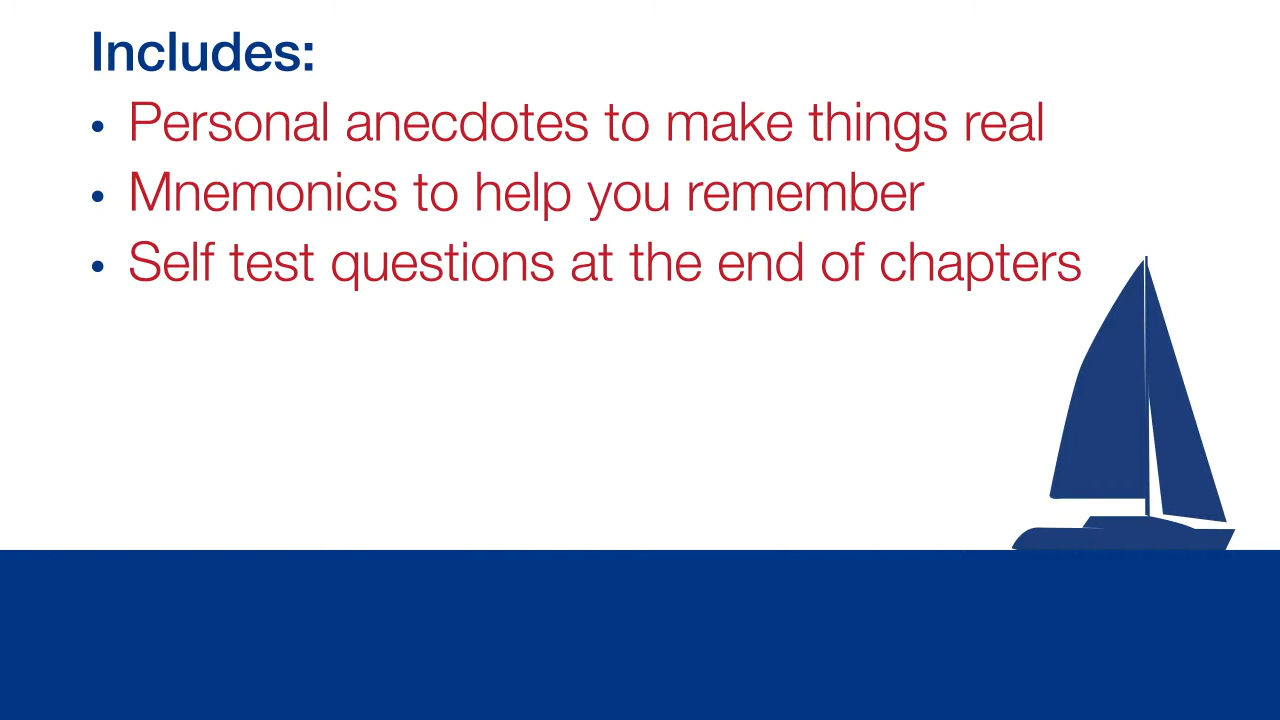 Includes:
• Personal anecdotes to make things real
• Mnemonics to help you remember
• Self test questions at the end of chapters